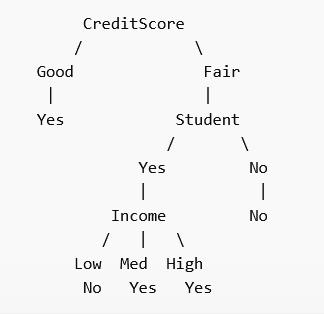 CreditScore
/ \
Good Fair
| |
Yes Student
/ \
Yes No
| |
Income No
/ | \
Low Med High
No Yes Yes